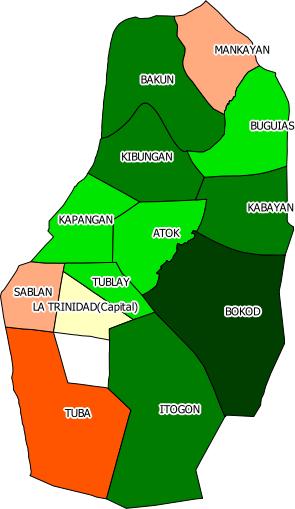 MANKAYAN
BAKUN
BUGUIAS
KIBUNGAN
KABAYAN
KAPANGAN
ATOK
TUBLAY
SABLAN
LA TRINIDAD(Capital)
BOKOD
TUBA
ITOGON